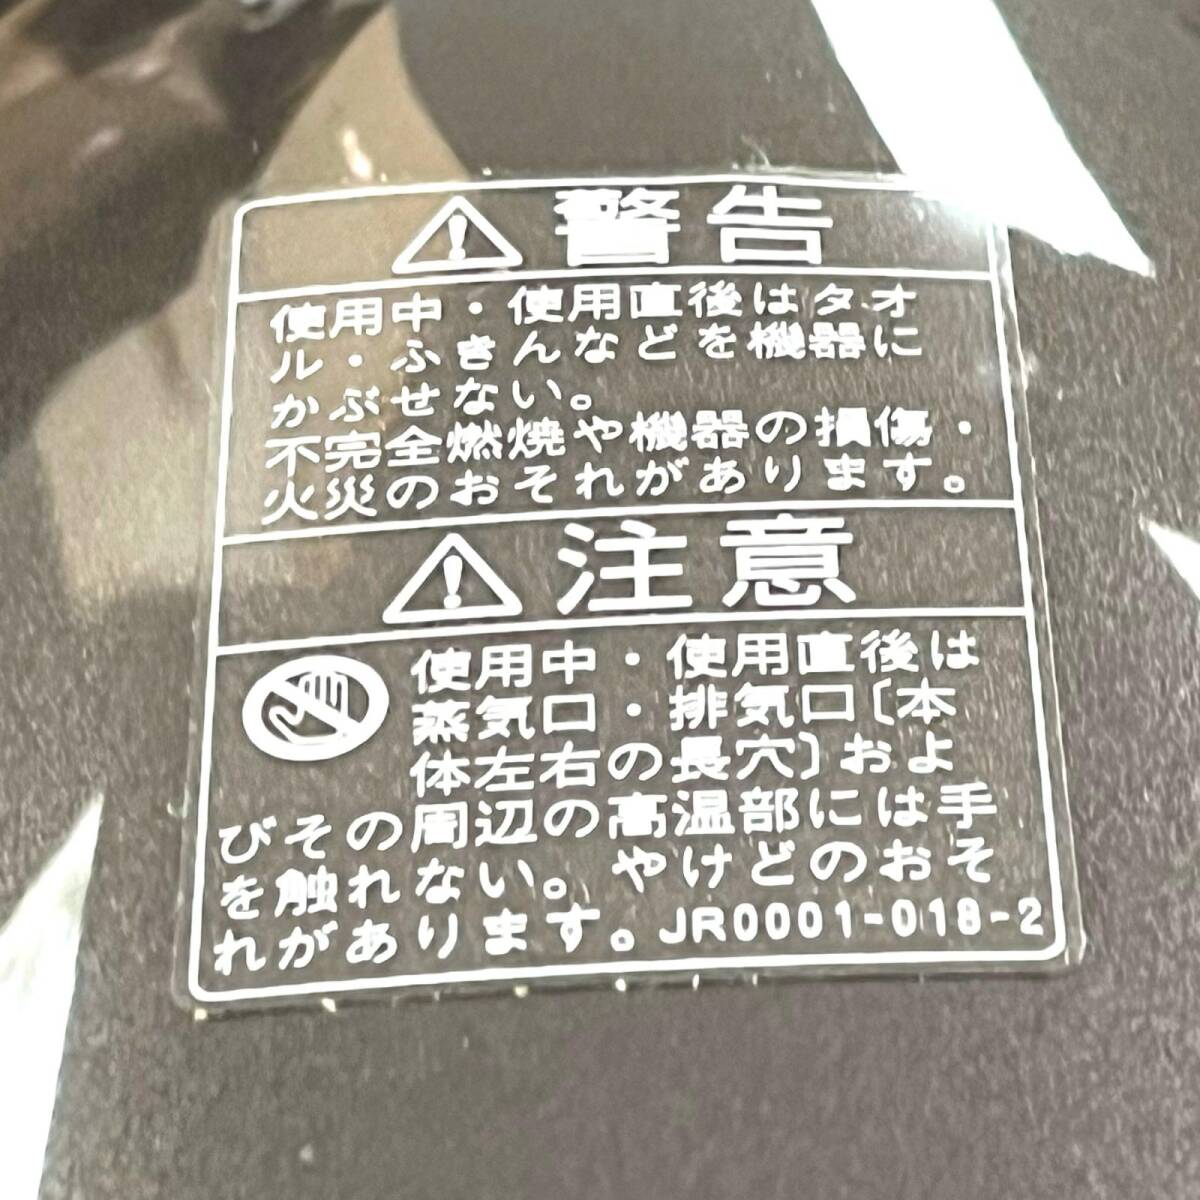 警告
使用中・使用直後はタオ
ル・ふきんなどを機器に
かぶせない。
不完全燃焼や機器の損傷・
火災のおそれがあります。
注意
使用中・使用直後は
蒸気口・排気口〔本
体左右の長穴〕およ
びその周辺の高温部には手
を触れない。やけどのおそ
れがあります。JR0001-018-2